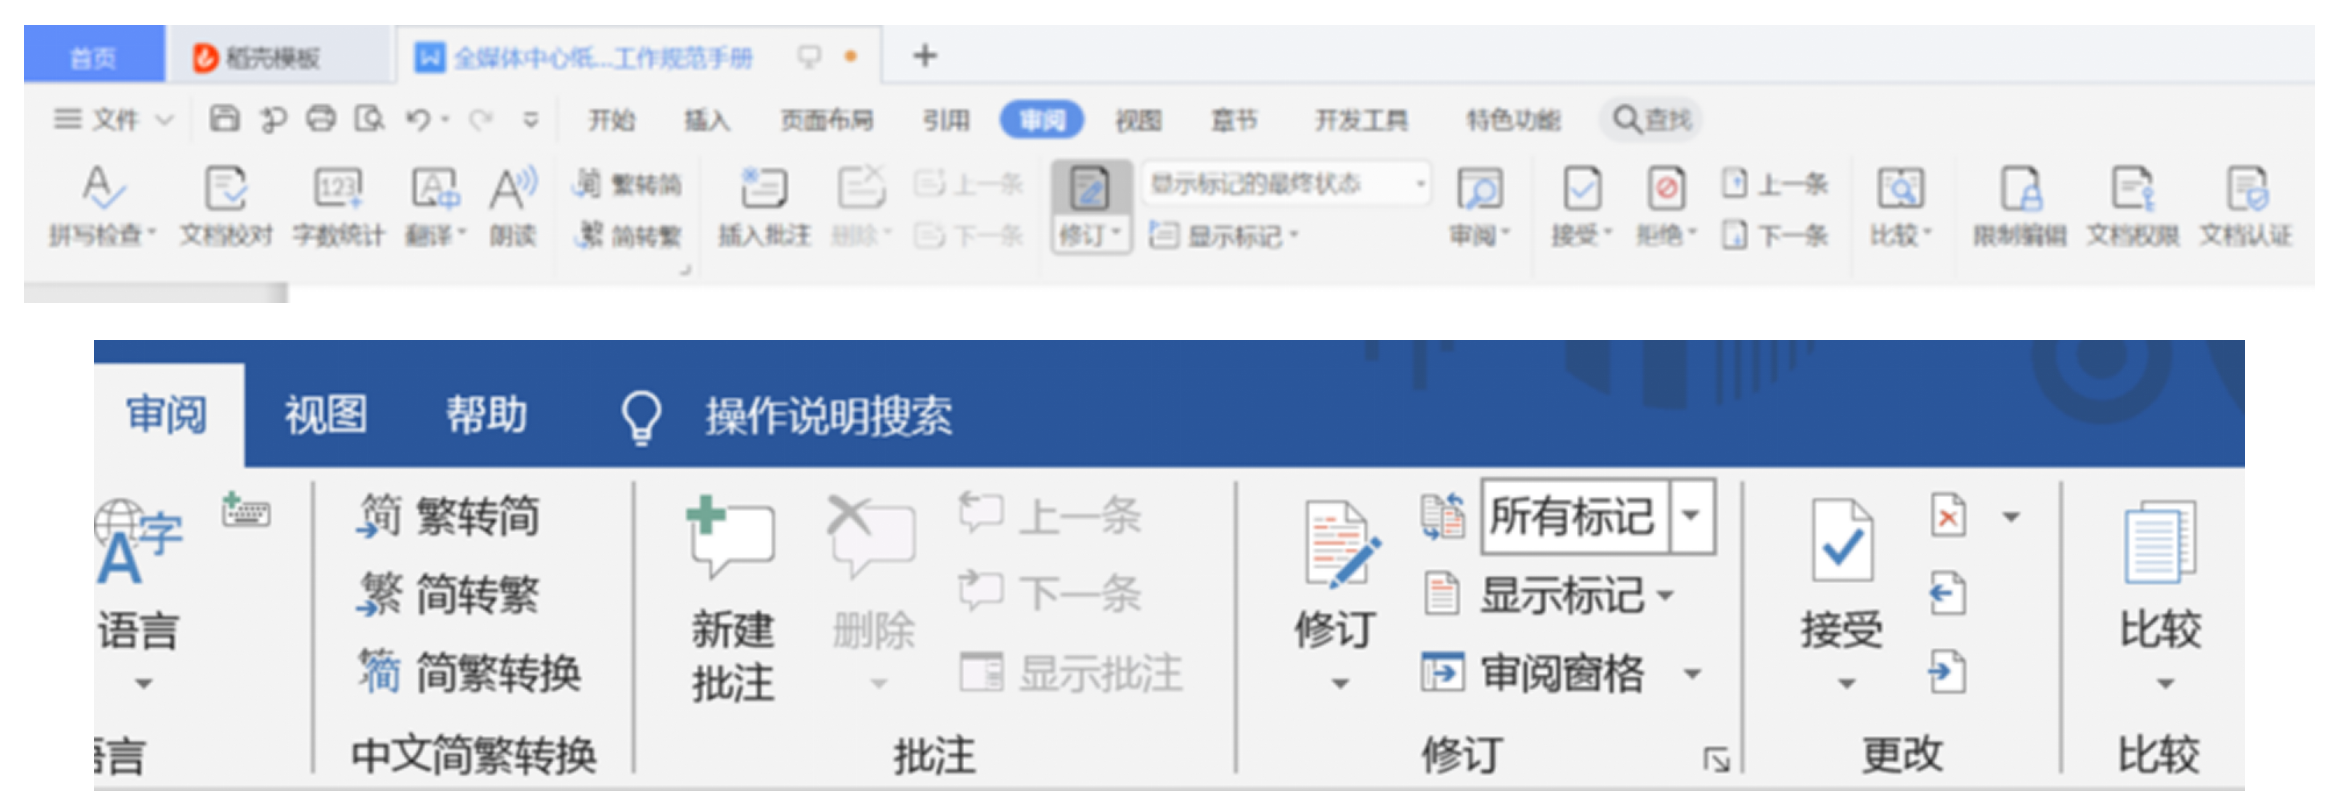 首页 稻壳模板 W 全媒体中心纸...工作规范手册 +
文件 开始 插入 页面布局 引用 审阅 视图 章节 开发工具 特色功能 查找
繁转简 上一条 显示标记的最终状态 上一条
拼写检查 文档校对 字数统计 翻译 朗读 简转繁 插入批注 删除 下一条 修订 显示标记 审阅 接受 拒绝 下一条 比较 限制编辑 文档权限 文档认证
审阅 视图 帮助 操作说明搜索
繁转简 上一条 所有标记
简转繁 下一条 显示标记
语言 新建 删除 修订 接受 比较
简繁转换 批注 显示批注 审阅窗格
语言 中文简繁转换 批注 修订 更改 比较